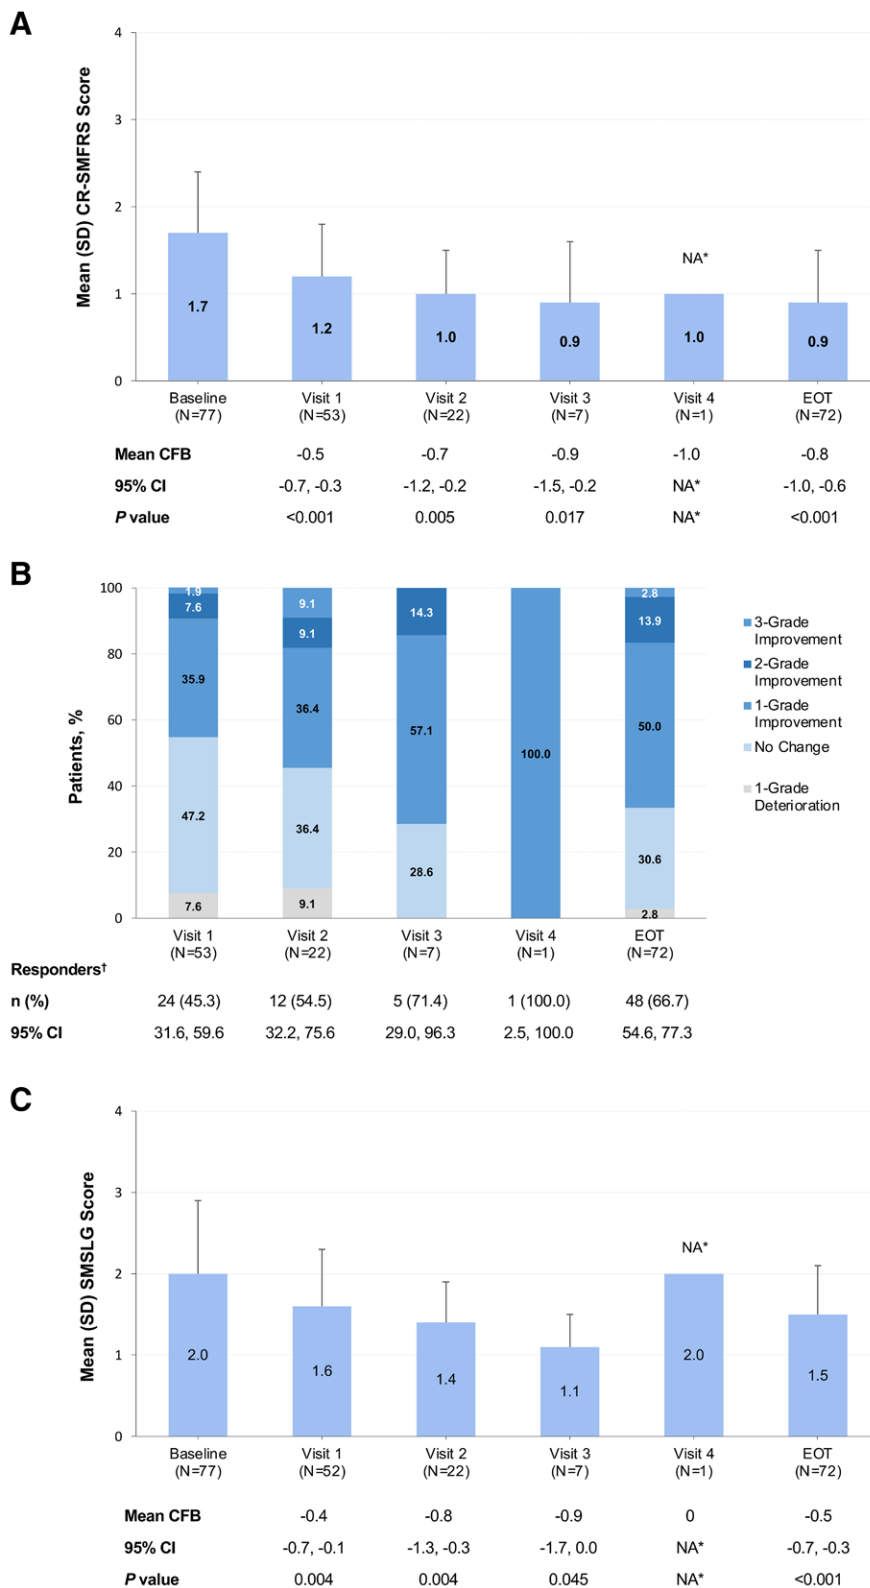 A
Mean (SD) CR-SMFRS Score
4
3
2
1
0
1.7
1.2
1.0
0.9
NA*
1.0
0.9
Baseline Visit 1 Visit 2 Visit 3 Visit 4 EOT
(N=77) (N=53) (N=22) (N=7) (N=1) (N=72)
Mean CFB -0.5 -0.7 -0.9 -1.0 -0.8
95% CI -0.7, -0.3 -1.2, -0.2 -1.5, -0.2 NA* -1.0, -0.6
P value <0.001 0.005 0.017 NA* <0.001
B
Patients, %
100
80
60
40
20
0
1.9
7.6
35.9
47.2
7.6
9.1
9.1
36.4
36.4
9.1
14.3
57.1
28.6
100.0
2.8
13.9
50.0
30.6
2.8
3-Grade
Improvement
2-Grade
Improvement
1-Grade
Improvement
No Change
1-Grade
Deterioration
Visit 1 Visit 2 Visit 3 Visit 4 EOT
(N=53) (N=22) (N=7) (N=1) (N=72)
Responders†
n (%) 24 (45.3) 12 (54.5) 5 (71.4) 1 (100.0) 48 (66.7)
95% CI 31.6, 59.6 32.2, 75.6 29.0, 96.3 2.5, 100.0 54.6, 77.3
C
Mean (SD) SMSLG Score
4
3
2
1
0
2.0
1.6
1.4
1.1
NA*
2.0
1.5
Baseline Visit 1 Visit 2 Visit 3 Visit 4 EOT
(N=77) (N=52) (N=22) (N=7) (N=1) (N=72)
Mean CFB -0.4 -0.8 -0.9 0 -0.5
95% CI -0.7, -0.1 -1.3, -0.3 -1.7, 0.0 NA* -0.7, -0.3
P value 0.004 0.004 0.045 NA* <0.001